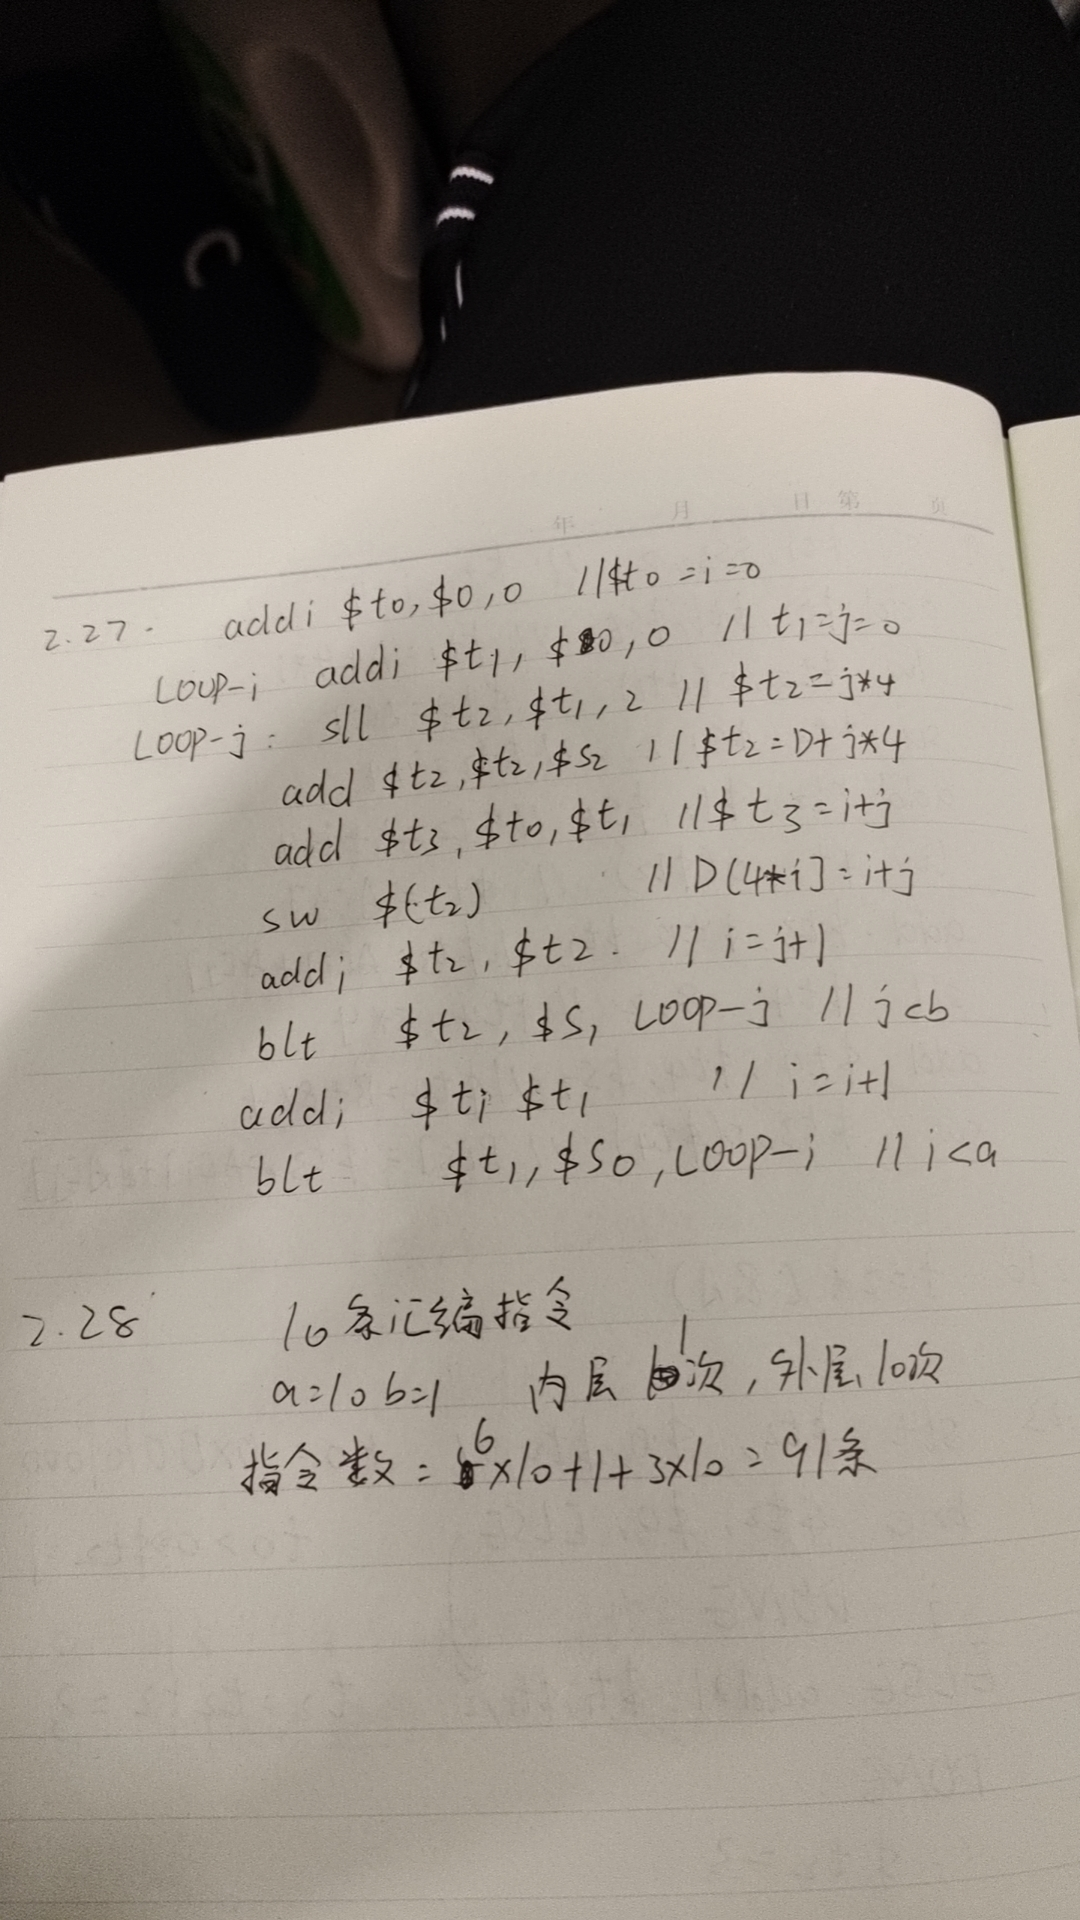 年 月 日 第 页
2.27. addi $t0, $0, 0 //$t0 = i = 0
LOOP-i addi $t1, $0, 0 // t1 = j = 0
LOOP-j: sll $t2, $t1, 2 // $t2 = j*4
add $t2, $t2, $s2 // $t2 = D + j*4
add $t3, $t0, $t1 // $t3 = i+j
sw $(t2) // D[4*i] = i+j
addi $t2, $t2. // i = j+1
blt $t2, $s1 LOOP-j // j<b
addi $ti $t1 // i = i+1
blt $t1, $s0, LOOP-i // i<a
2.28 10条汇编指令
a=10 b=1 内层 1次, 外层10次
指令数 = 6×10+1+3×10 = 91条